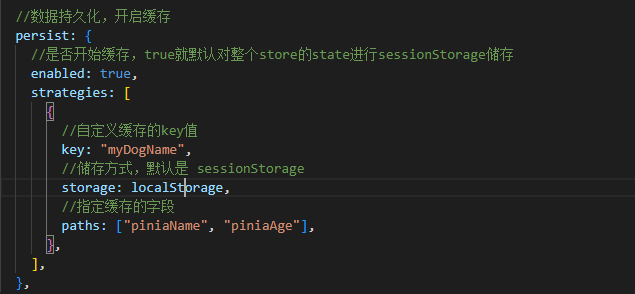 //数据持久化，开启缓存
persist: {
//是否开始缓存，true就默认对整个store的state进行sessionStorage储存
enabled: true,
strategies: [
{
//自定义缓存的key值
key: "myDogName",
//储存方式，默认是 sessionStorage
storage: localStorage,
//指定缓存的字段
paths: ["piniaName", "piniaAge"],
},
],
},